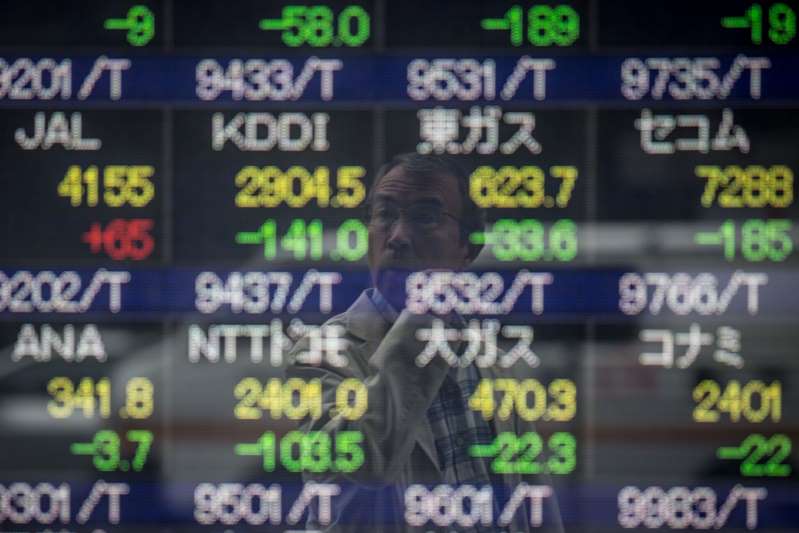 -9 -58.0 -189 -19
9201/T 9433/T 9531/T 9735/T
JAL KDDI 東ガス セコム
4155 2904.5 623.7 7288
+65 -141.0 -33.6 -185
9202/T 9437/T 9532/T 9766/T
ANA NTTドコモ 大ガス コナミ
341.8 2401.0 470.3 2401
-3.7 -103.5 -22.3 -22
9301/T 9501/T 9601/T 9983/T